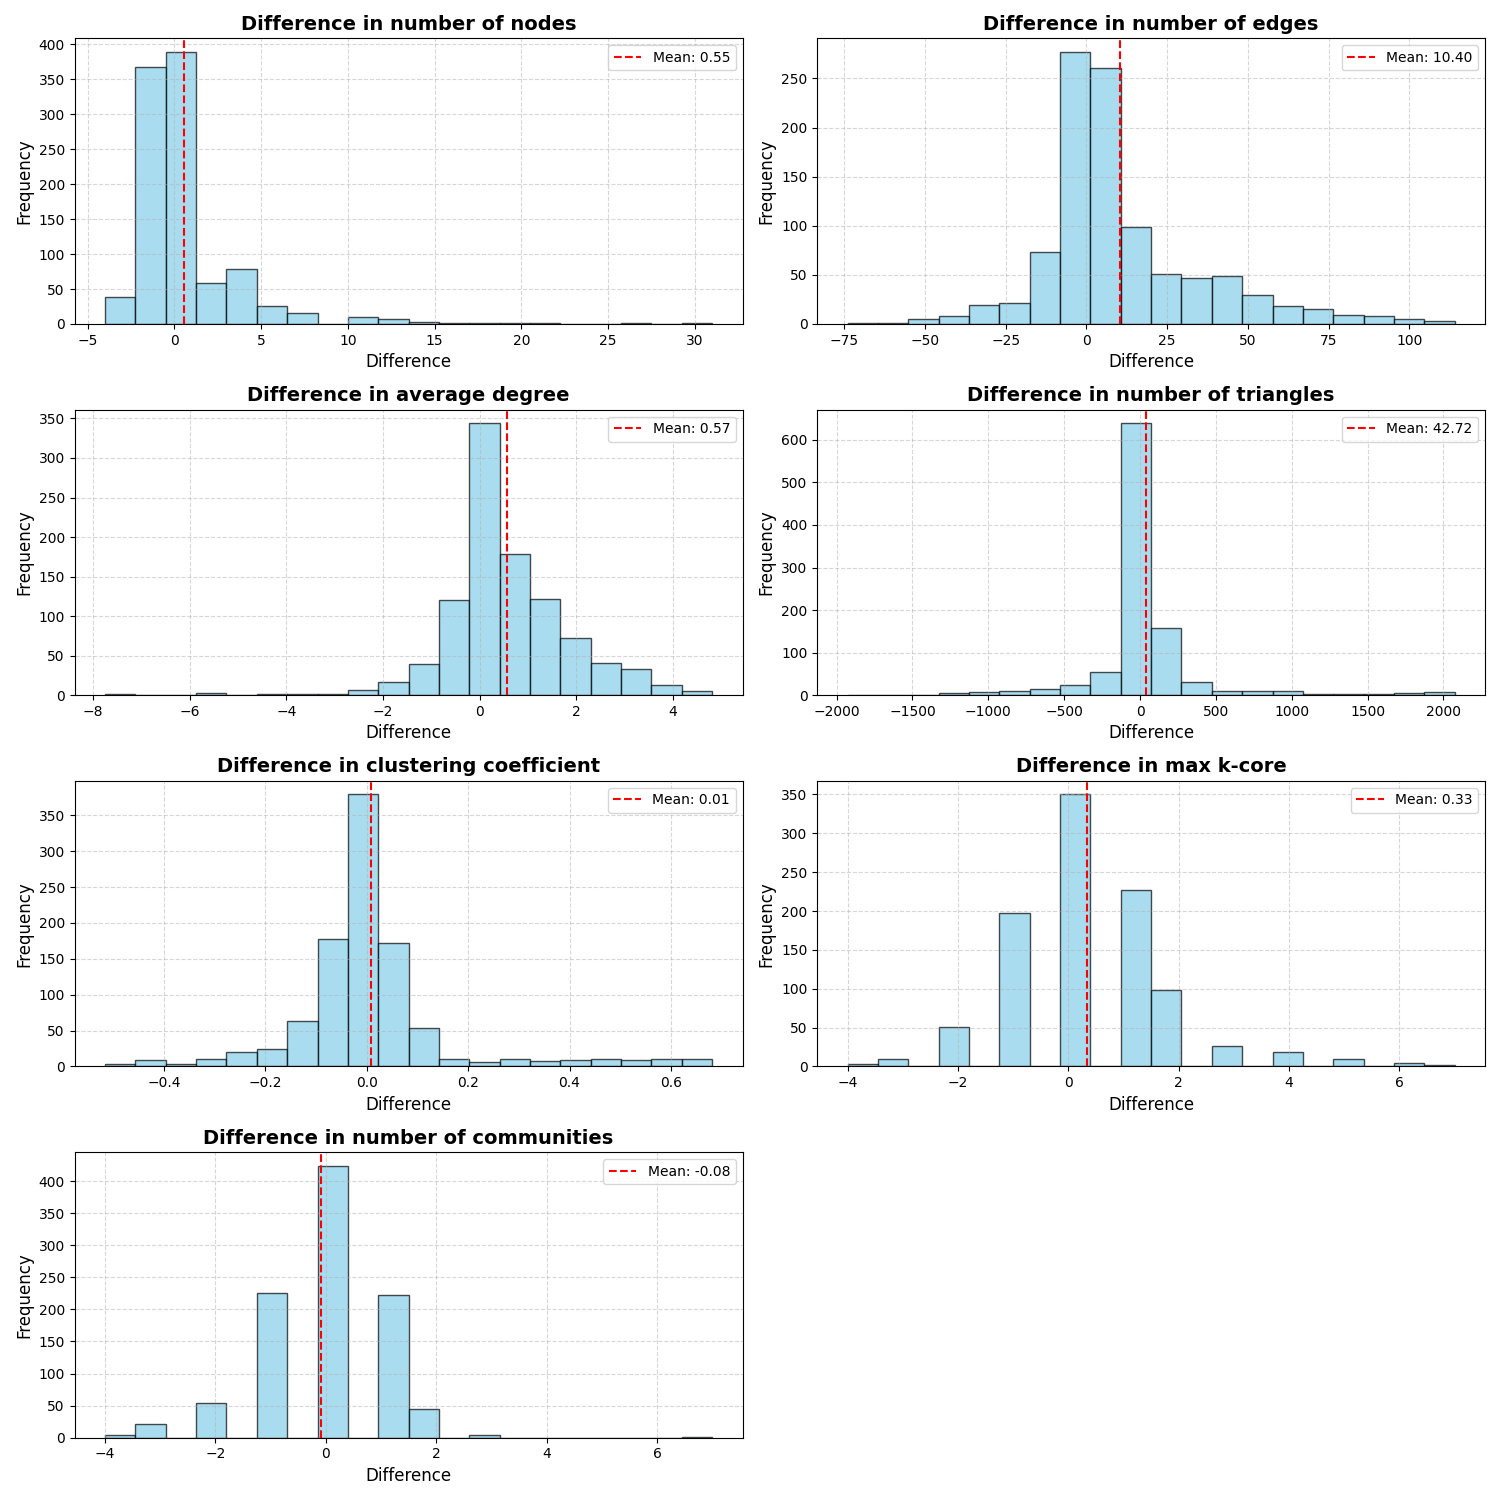 Difference in number of nodes
Mean: 0.55
Frequency
400
350
300
250
200
150
100
50
0
−5 0 5 10 15 20 25 30
Difference
Difference in number of edges
Mean: 10.40
Frequency
250
200
150
100
50
0
−75 −50 −25 0 25 50 75 100
Difference
Difference in average degree
Mean: 0.57
Frequency
350
300
250
200
150
100
50
0
−8 −6 −4 −2 0 2 4
Difference
Difference in number of triangles
Mean: 42.72
Frequency
600
500
400
300
200
100
0
−2000 −1500 −1000 −500 0 500 1000 1500 2000
Difference
Difference in clustering coefficient
Mean: 0.01
Frequency
350
300
250
200
150
100
50
0
−0.4 −0.2 0.0 0.2 0.4 0.6
Difference
Difference in max k-core
Mean: 0.33
Frequency
350
300
250
200
150
100
50
0
−4 −2 0 2 4 6
Difference
Difference in number of communities
Mean: -0.08
Frequency
400
350
300
250
200
150
100
50
0
−4 −2 0 2 4 6
Difference